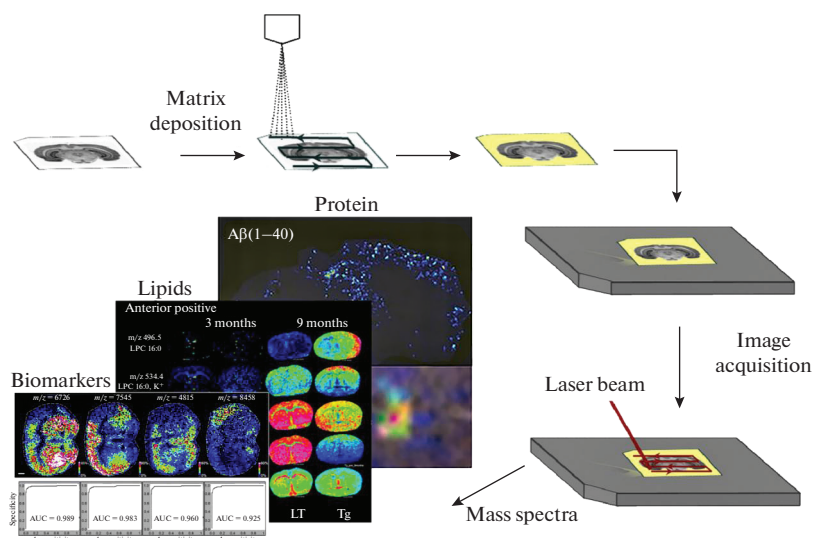 Matrix
deposition
Protein
Aβ(1–40)
Lipids
Anterior positive
3 months 9 months
m/z 496.5
LPC 16:0
m/z 534.4
LPC 16:0, K⁺
LT Tg
Biomarkers
m/z = 6726 m/z = 7545 m/z = 4815 m/z = 8458
Specificity
AUC = 0.989 AUC = 0.983 AUC = 0.960 AUC = 0.925
Image
acquisition
Laser beam
Mass spectra